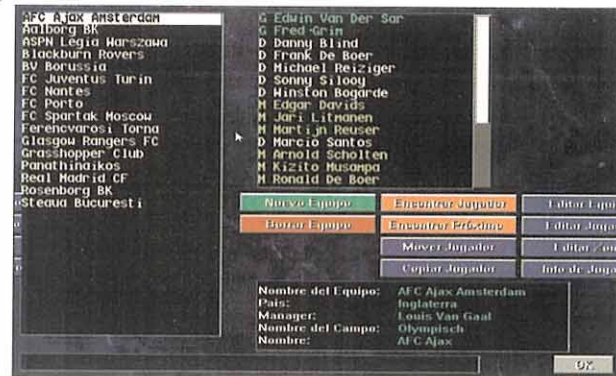 AFC Ajax Amsterdam
Aalborg BK
ASPN Legia Warszawa
Blackburn Rovers
BV Borussia
FC Juventus Turin
FC Nantes
FC Porto
FC Spartak Moscow
Ferencvarosi Torna
Glasgow Rangers FC
Grasshopper Club
Panathinaikos
Real Madrid CF
Rosenborg BK
Steaua Bucuresti
G Edwin Van Der Sar
G Fred Grim
D Danny Blind
D Frank De Boer
D Michael Reiziger
D Sonny Silooy
D Winston Bogarde
M Edgar Davids
M Jari Litmanen
M Martijn Reuser
D Marcio Santos
M Arnold Scholten
M Kizito Musampa
M Ronald De Boer
Nuevo Equipo
Encontrar Jugador
Editar Equi
Borrar Equipo
Encontrar Próximo
Editar Juga
Mover Jugador
Editar
Copiar Jugador
Info de Ju
Nombre del Equipo: AFC Ajax Amsterdam
Pais: Inglaterra
Manager: Louis Van Gaal
Nombre del Campo: Olympisch
Nombre: AFC Ajax
OK